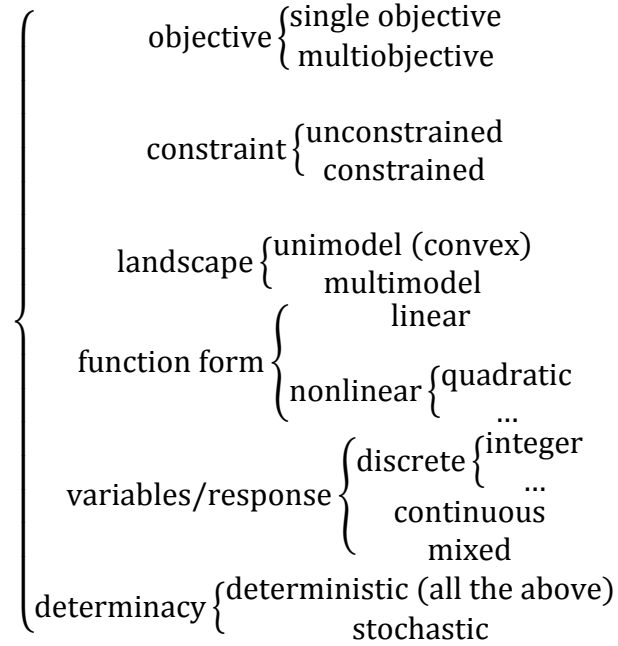 objective
single objective
multiobjective
constraint
unconstrained
constrained
landscape
unimodel (convex)
multimodel
function form
linear
nonlinear
quadratic
...
variables/response
discrete
integer
...
continuous
mixed
determinacy
deterministic (all the above)
stochastic